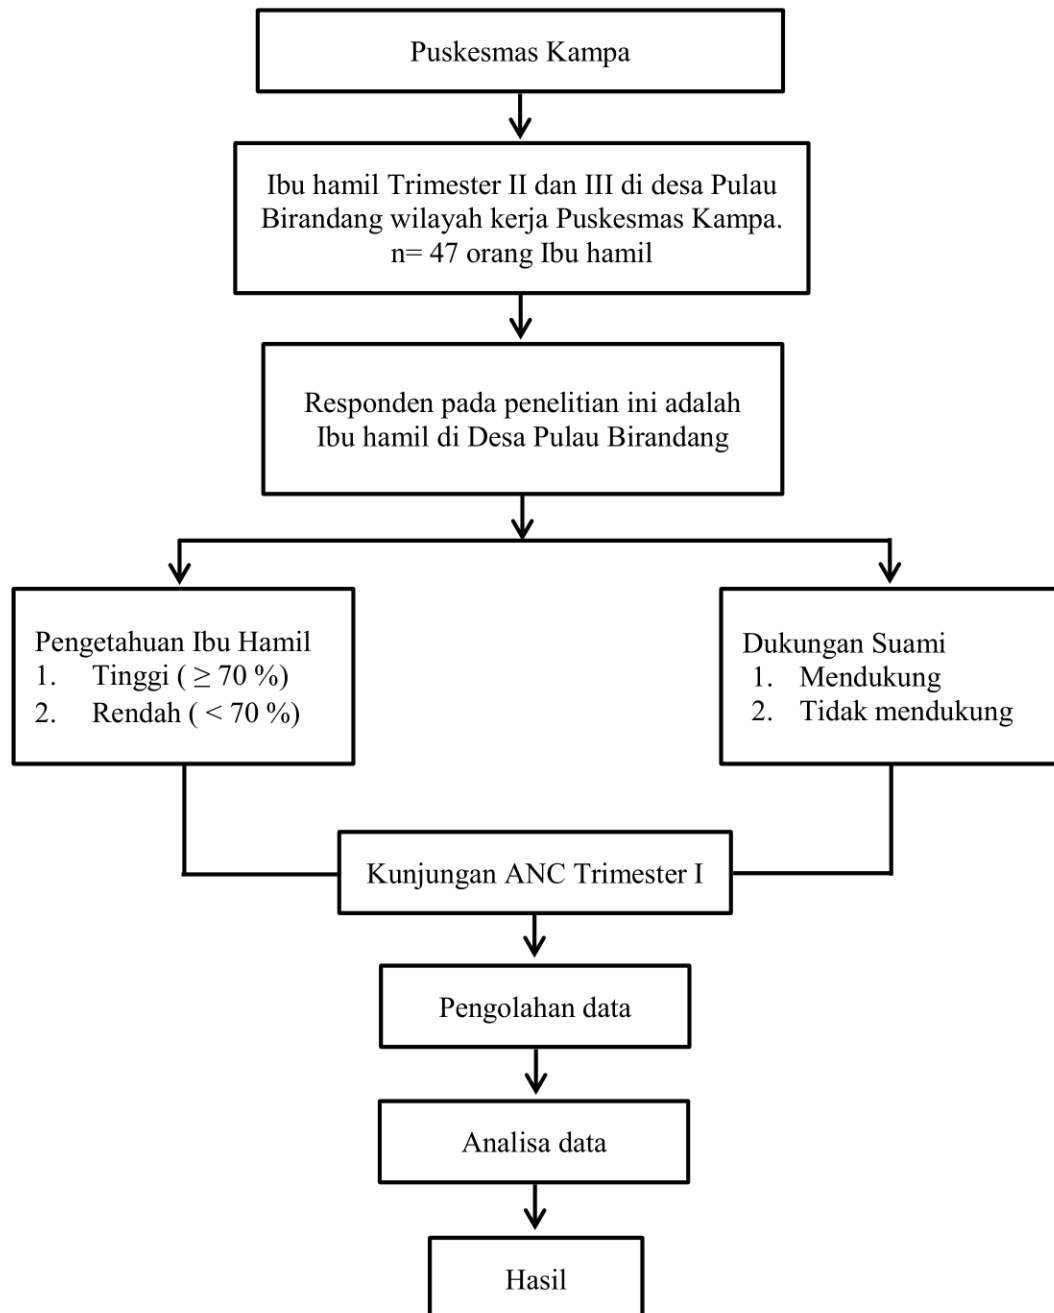 Puskesmas Kampa
Ibu hamil Trimester II dan III di desa Pulau
Birandang wilayah kerja Puskesmas Kampa.
n= 47 orang Ibu hamil
Responden pada penelitian ini adalah
Ibu hamil di Desa Pulau Birandang
Pengetahuan Ibu Hamil
1. Tinggi ( ≥ 70 %)
2. Rendah ( < 70 %)
Dukungan Suami
1. Mendukung
2. Tidak mendukung
Kunjungan ANC Trimester I
Pengolahan data
Analisa data
Hasil